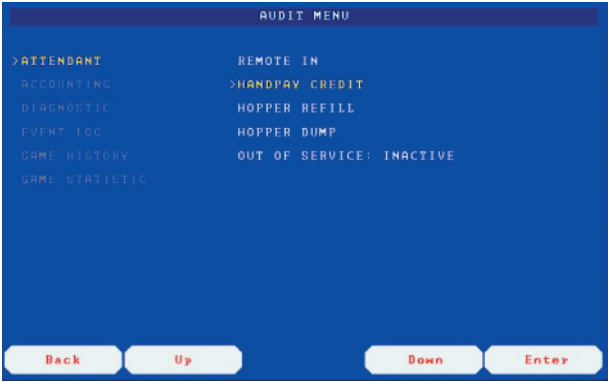 AUDIT MENU
>ATTENDANT
ACCOUNTING
DIAGNOSTIC
EVENT LOG
GAME HISTORY
GAME STATISTIC
REMOTE IN
>HANDPAY CREDIT
HOPPER REFILL
HOPPER DUMP
OUT OF SERVICE: INACTIVE
Back
Up
Down
Enter